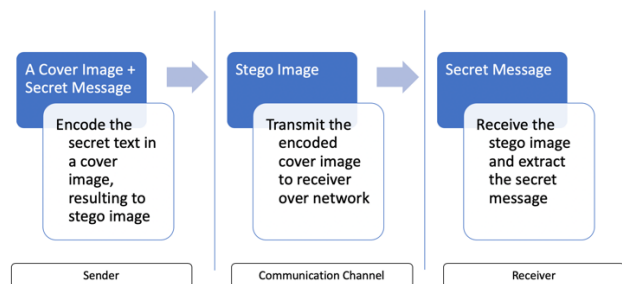 A Cover Image +
Secret Message
Encode the
secret text in
a cover
image,
resulting to
stego image
Stego Image
Transmit the
encoded
cover image
to receiver
over network
Secret Message
Receive the
stego image
and extract
the secret
message
Sender
Communication Channel
Receiver